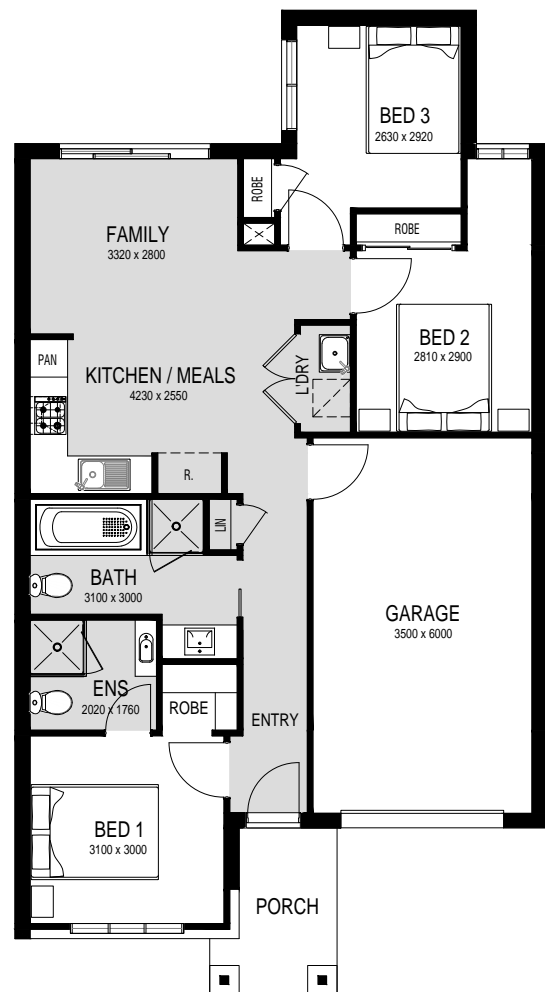 BED 3
2630 x 2920
ROBE
X
FAMILY
3320 x 2800
ROBE
BED 2
2810 x 2900
PAN
KITCHEN / MEALS
4230 x 2550
L'DRY
R.
LIN
BATH
3100 x 3000
GARAGE
3500 x 6000
ENS
2020 x 1760
ROBE
ENTRY
BED 1
3100 x 3000
PORCH